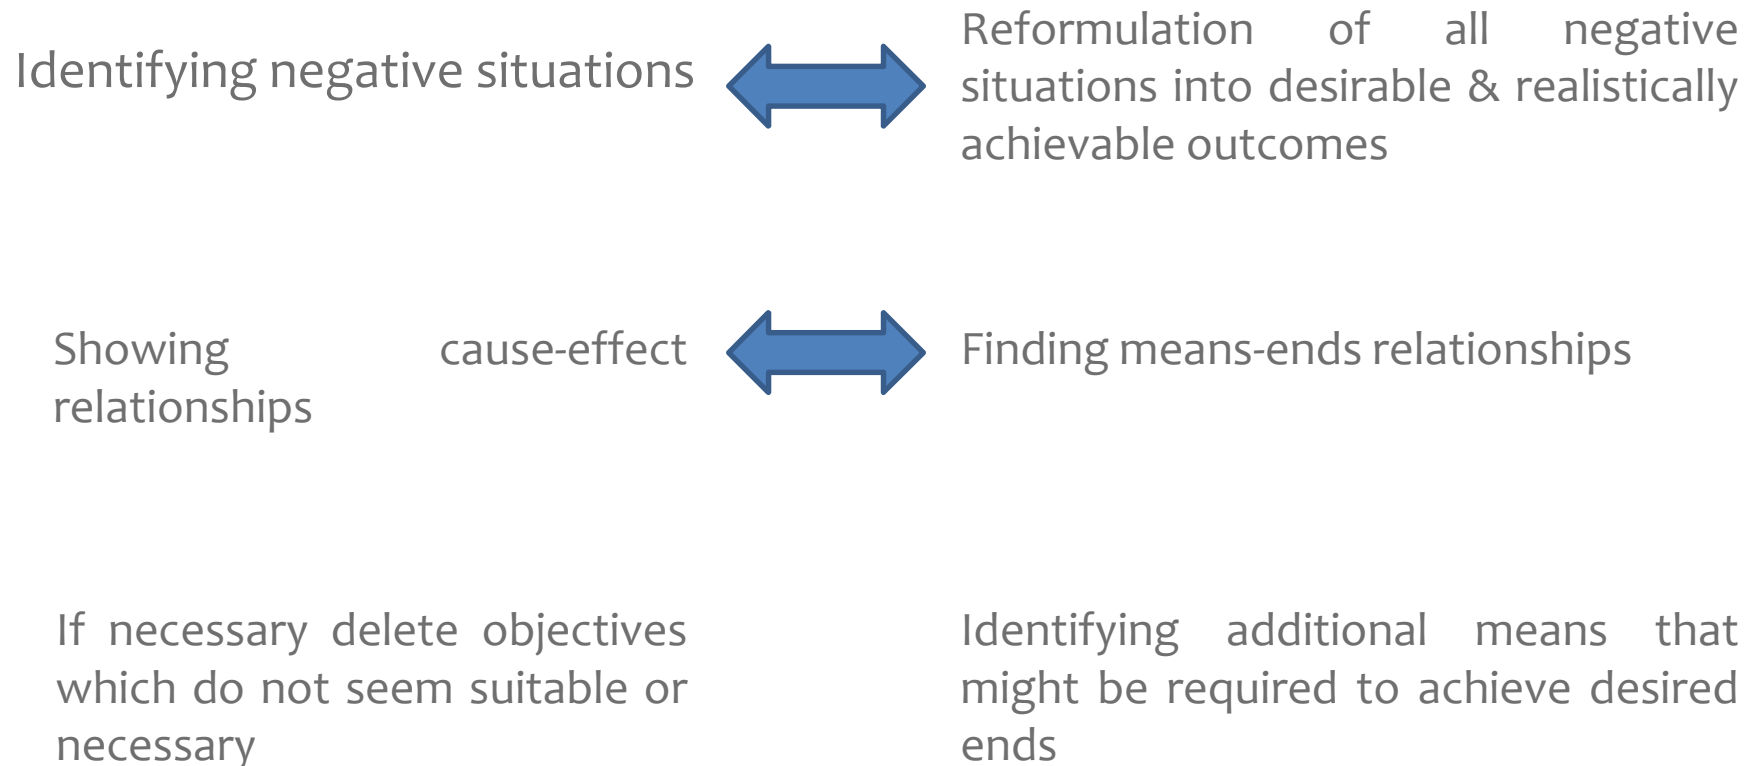 Identifying negative situations
Reformulation of all negative
situations into desirable & realistically
achievable outcomes
Showing cause-effect
relationships
Finding means-ends relationships
If necessary delete objectives
which do not seem suitable or
necessary
Identifying additional means that
might be required to achieve desired
ends